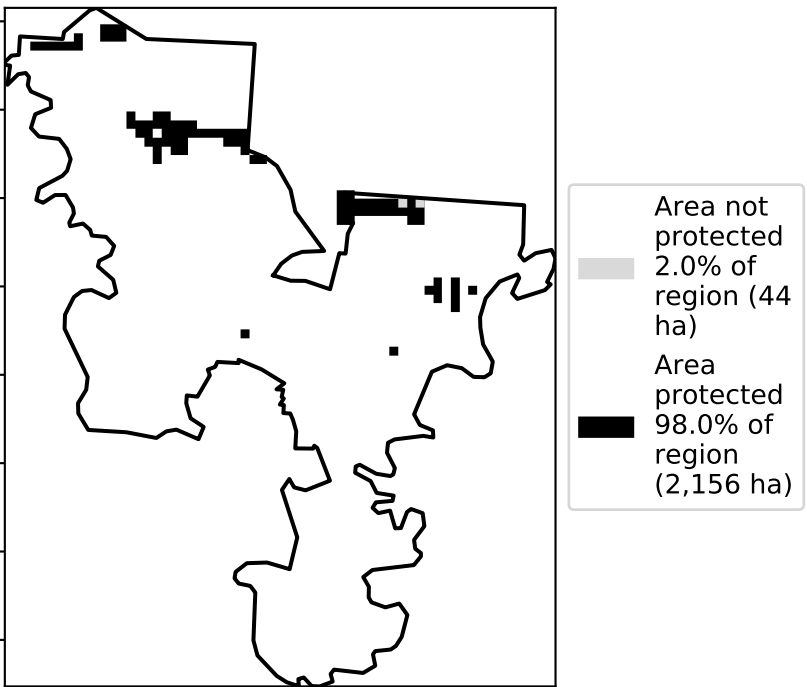 Area not
protected
2.0% of
region (44
ha)
Area
protected
98.0% of
region
(2,156 ha)